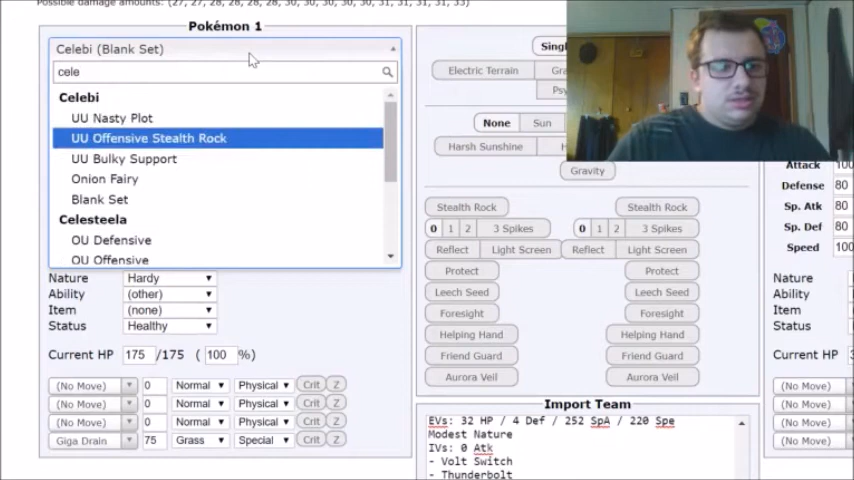 Possible damage amounts: (27, 27, 28, 28, 28, 28, 30, 30, 30, 30, 30, 31, 31, 31, 31, 33)
Pokémon 1
Celebi (Blank Set)
cele
Celebi
UU Nasty Plot
UU Offensive Stealth Rock
UU Bulky Support
Onion Fairy
Blank Set
Celesteela
OU Defensive
OU Offensive
Nature Hardy
Ability (other)
Item (none)
Status Healthy
Current HP 175 /175 ( 100 %)
(No Move) 0 Normal Physical Crit Z
(No Move) 0 Normal Physical Crit Z
(No Move) 0 Normal Physical Crit Z
Giga Drain 75 Grass Special Crit Z
Electric Terrain
None Sun
Harsh Sunshine
Gravity
Stealth Rock Stealth Rock
0 1 2 3 Spikes 0 1 2 3 Spikes
Reflect Light Screen Reflect Light Screen
Protect Protect
Leech Seed Leech Seed
Foresight Foresight
Helping Hand Helping Hand
Friend Guard Friend Guard
Aurora Veil Aurora Veil
Import Team
EVs: 32 HP / 4 Def / 252 SpA / 220 Spe
Modest Nature
IVs: 0 Atk
- Volt Switch
- Thunderbolt
Attack 100
Defense 80
Sp. Atk 80
Sp. Def 80
Speed 100
Nature
Ability
Item
Status
Current HP
(No Move)
(No Move)
(No Move)
(No Move)